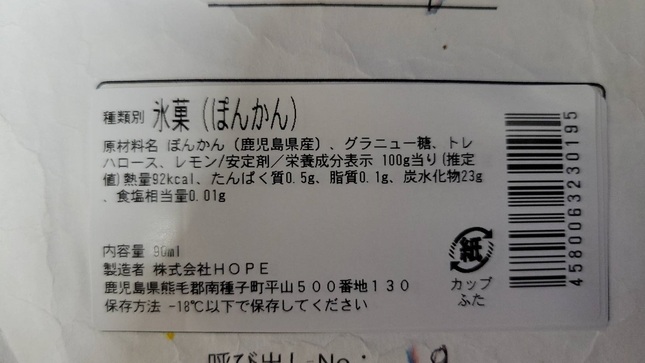 種類別 氷菓（ぽんかん）
原材料名 ぽんかん（鹿児島県産）、グラニュー糖、トレ
ハロース、レモン/安定剤／栄養成分表示 100g当り(推定
値)熱量92kcal、たんぱく質0.5g、脂質0.1g、炭水化物23g
、食塩相当量0.01g
内容量 90ml
製造者 株式会社ＨＯＰＥ
鹿児島県熊毛郡南種子町平山５００番地１３０
保存方法 -18℃以下で保存してください
紙
カップ
ふた
4580063230195
呼び出しNo: